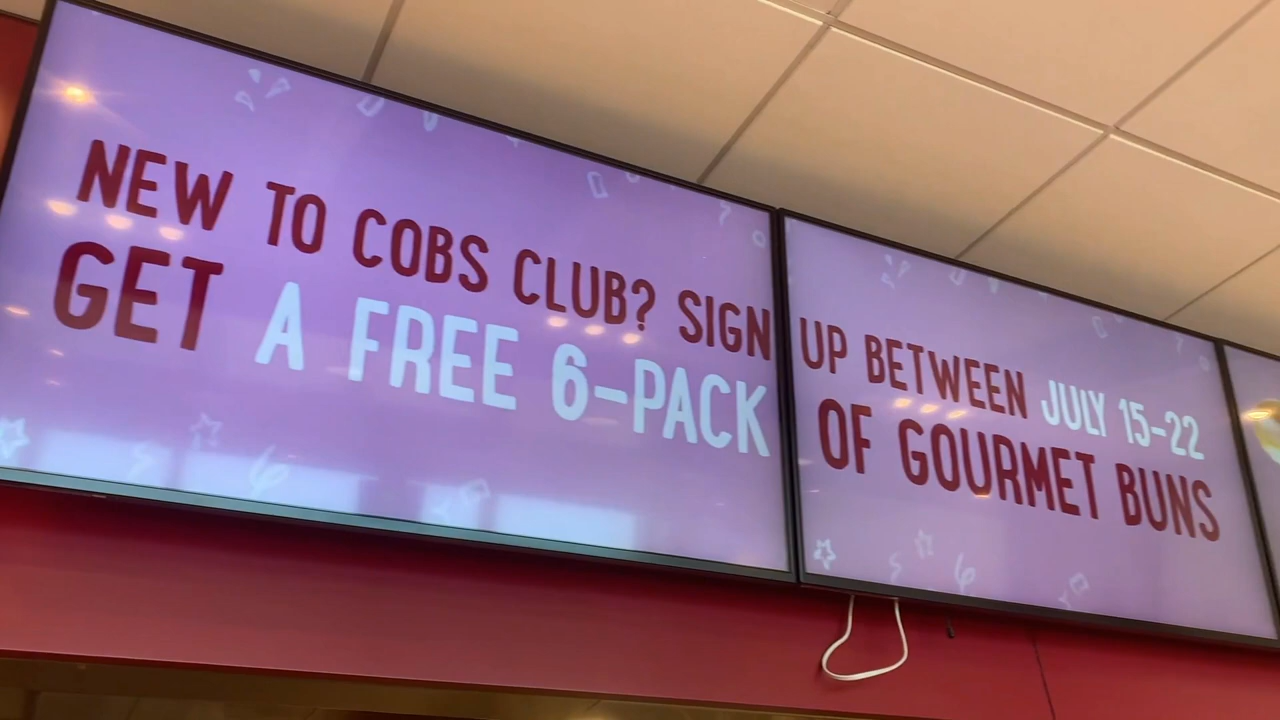 NEW TO COBS CLUB? SIGN UP BETWEEN JULY 15-22
GET A FREE 6-PACK OF GOURMET BUNS